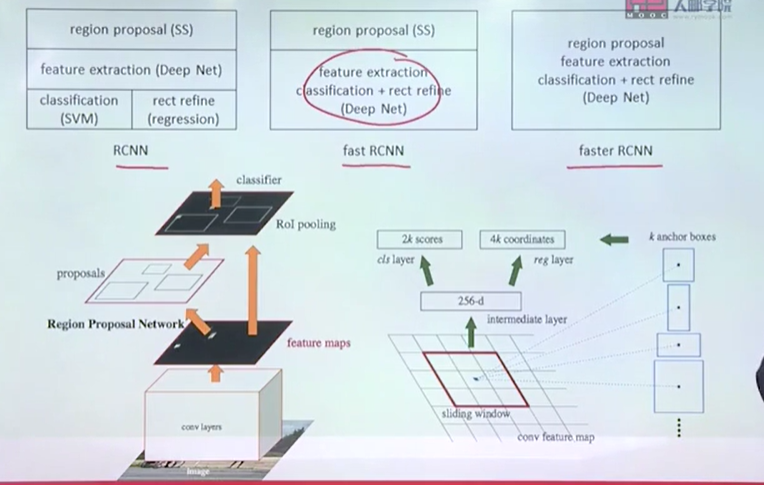 region proposal (SS)
feature extraction (Deep Net)
classification
(SVM)
rect refine
(regression)
RCNN
region proposal (SS)
feature extraction
classification + rect refine
(Deep Net)
fast RCNN
region proposal
feature extraction
classification + rect refine
(Deep Net)
faster RCNN
MOOC
学院
classifier
RoI pooling
proposals
Region Proposal Network
feature maps
conv layers
image
2k scores
4k coordinates
k anchor boxes
cls layer
reg layer
256-d
intermediate layer
sliding window
conv feature map